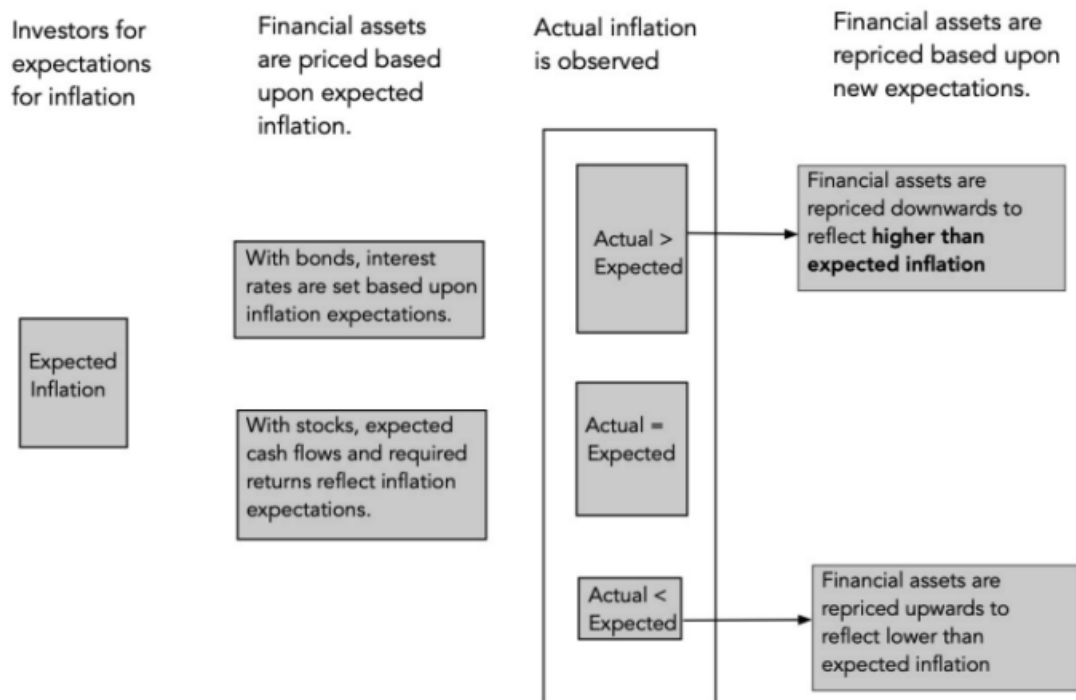 Investors for
expectations
for inflation
Financial assets
are priced based
upon expected
inflation.
Actual inflation
is observed
Financial assets are
repriced based upon
new expectations.
Expected
Inflation
With bonds, interest
rates are set based upon
inflation expectations.
With stocks, expected
cash flows and required
returns reflect inflation
expectations.
Actual >
Expected
Actual =
Expected
Actual <
Expected
Financial assets are
repriced downwards to
reflect higher than
expected inflation
Financial assets are
repriced upwards to
reflect lower than
expected inflation